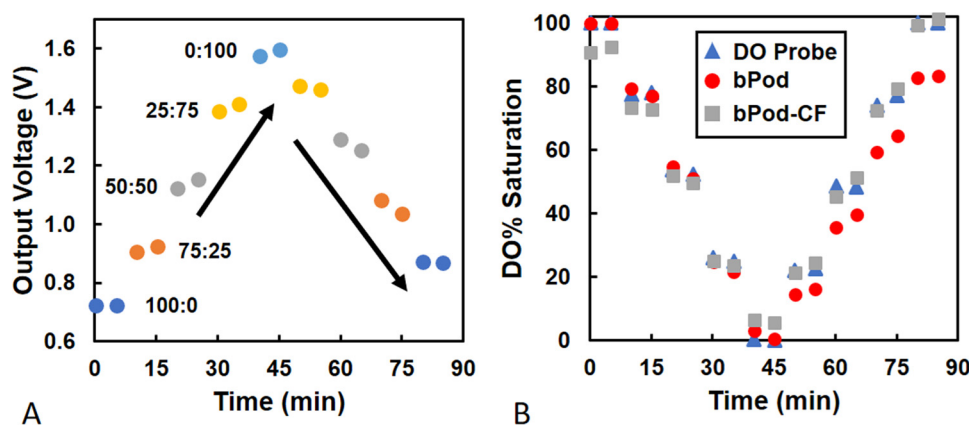 Output Voltage (V)
1.6
1.4
1.2
1.0
0.8
0.6
0:100
25:75
50:50
75:25
100:0
0 15 30 45 60 75 90
Time (min)
A
DO% Saturation
100
80
60
40
20
0
DO Probe
bPod
bPod-CF
0 15 30 45 60 75 90
Time (min)
B